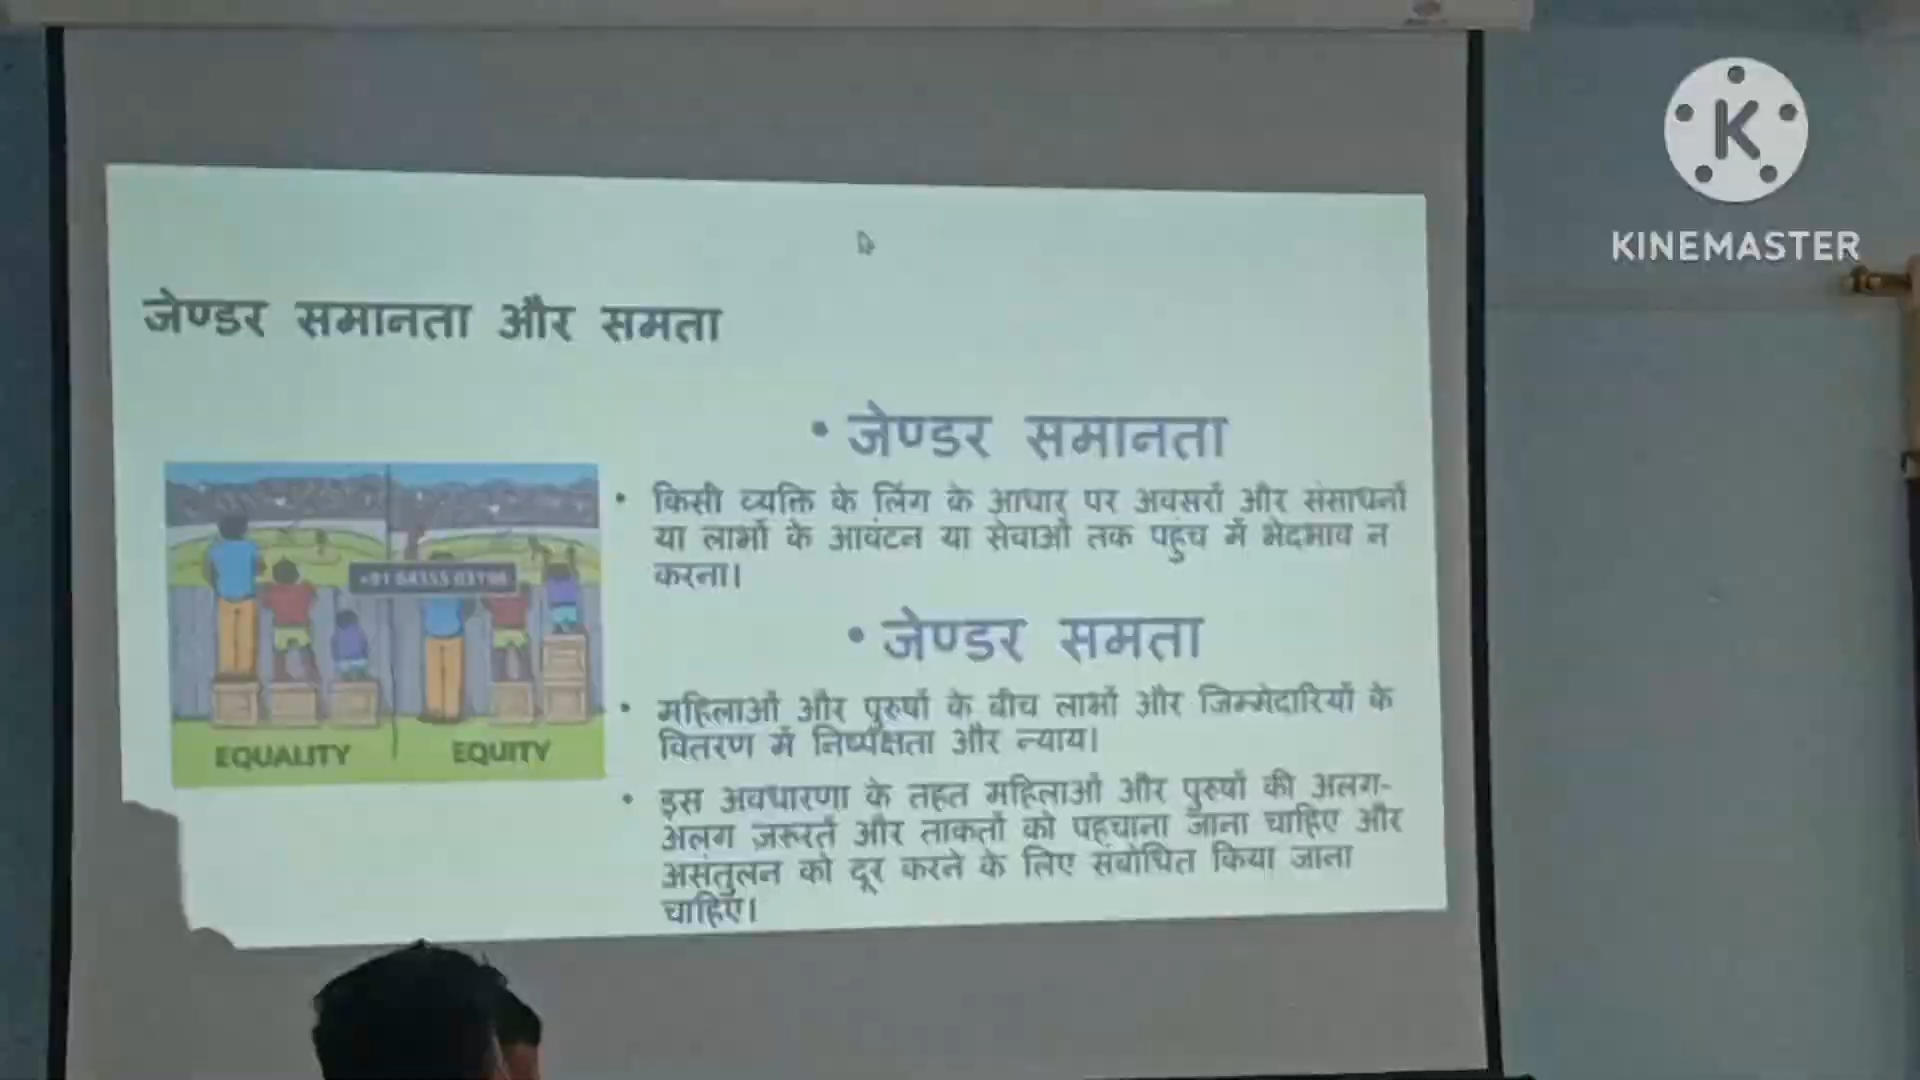 KINEMASTER
जेण्डर समानता और समता
• जेण्डर समानता
• किसी व्यक्ति के लिंग के आधार पर अवसरों और संसाधनों
या लाभों के आवंटन या सेवाओं तक पहुंच में भेदभाव न
करना।
• जेण्डर समता
• महिलाओं और पुरुषों के बीच लाभों और जिम्मेदारियों के
वितरण में निष्पक्षता और न्याय।
• इस अवधारणा के तहत महिलाओं और पुरुषों की अलग-
अलग ज़रूरतें और ताकतों को पहचाना जाना चाहिए और
असंतुलन को दूर करने के लिए संबोधित किया जाना
चाहिए।
EQUALITY
EQUITY